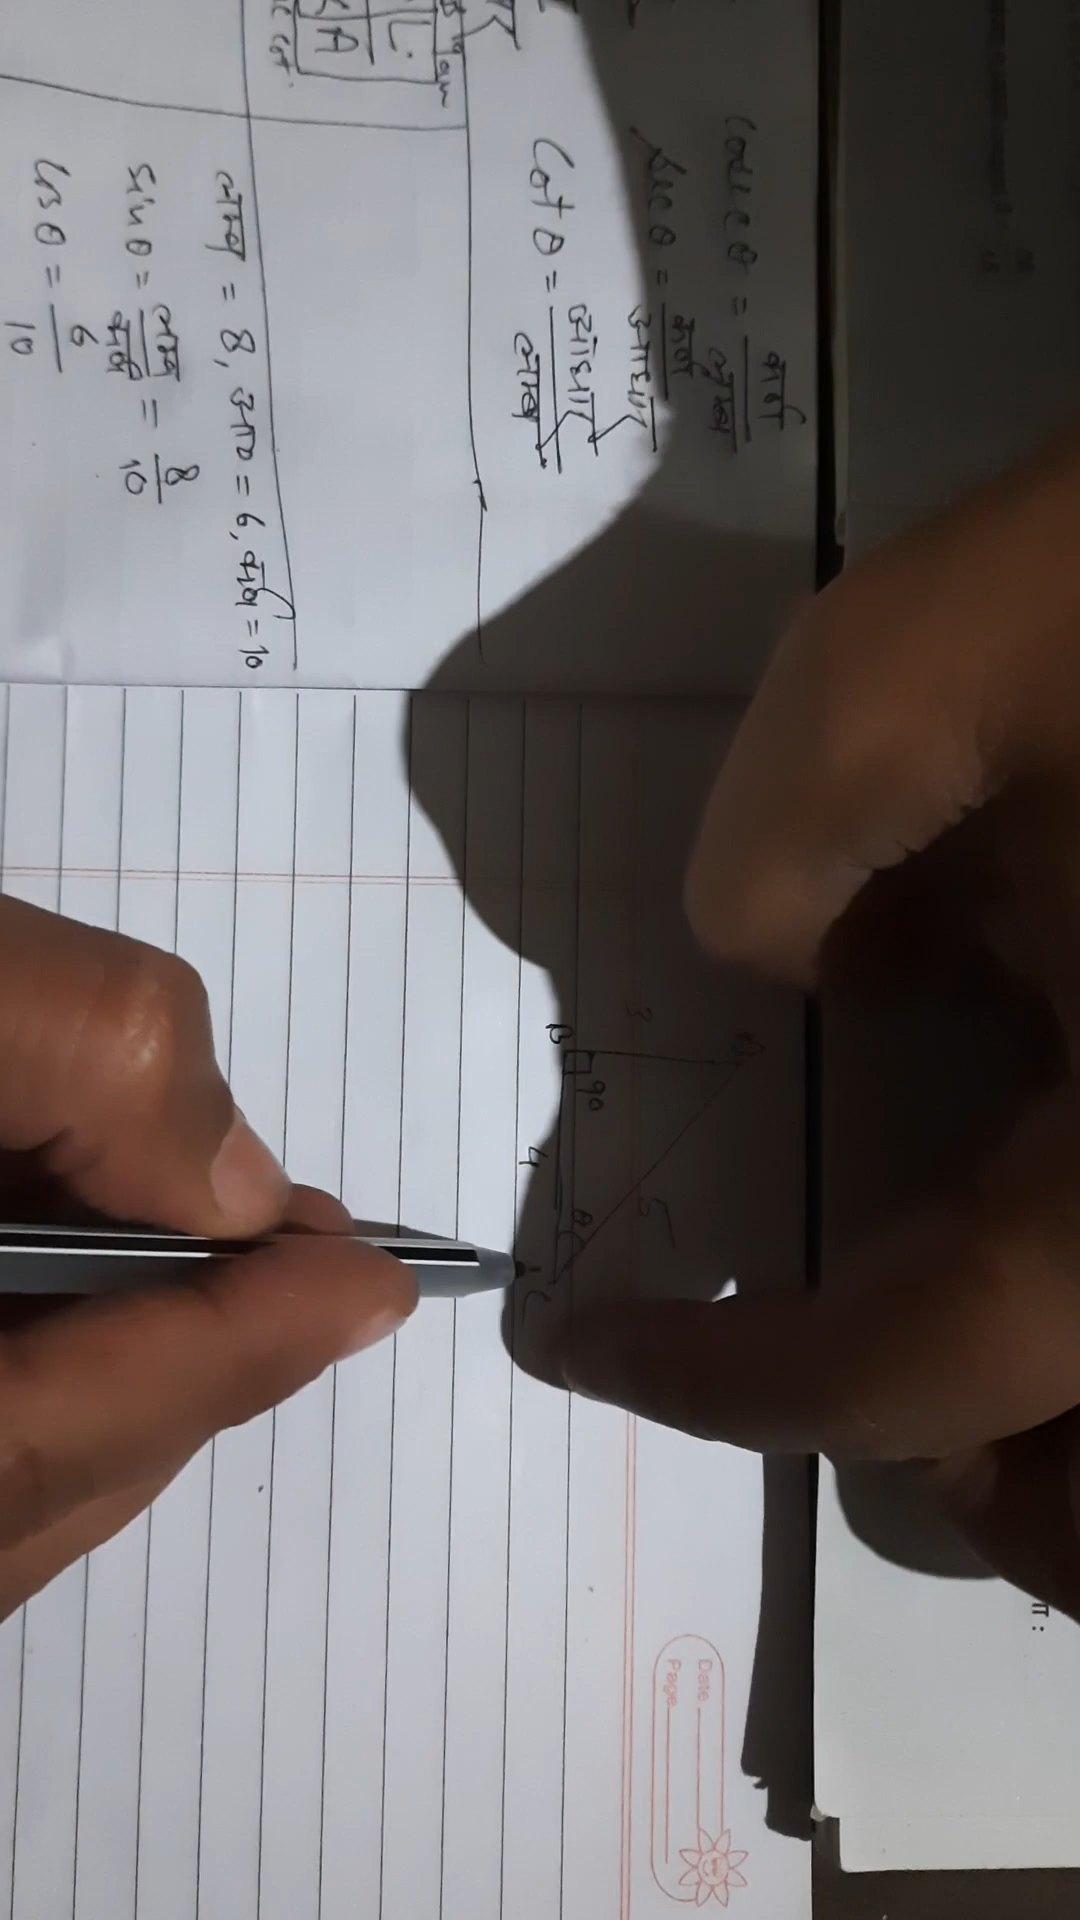 Cosec θ = कर्ण / लम्ब
Sec θ = कर्ण / आधार
Cot θ = आधार / लम्ब
L
A
लम्ब = 8, आ० = 6, कर्ण = 10
Sin θ = लम्ब / कर्ण = 8 / 10
Cos θ = 6 / 10
3
5
B
90
4
θ
C
Date
Page